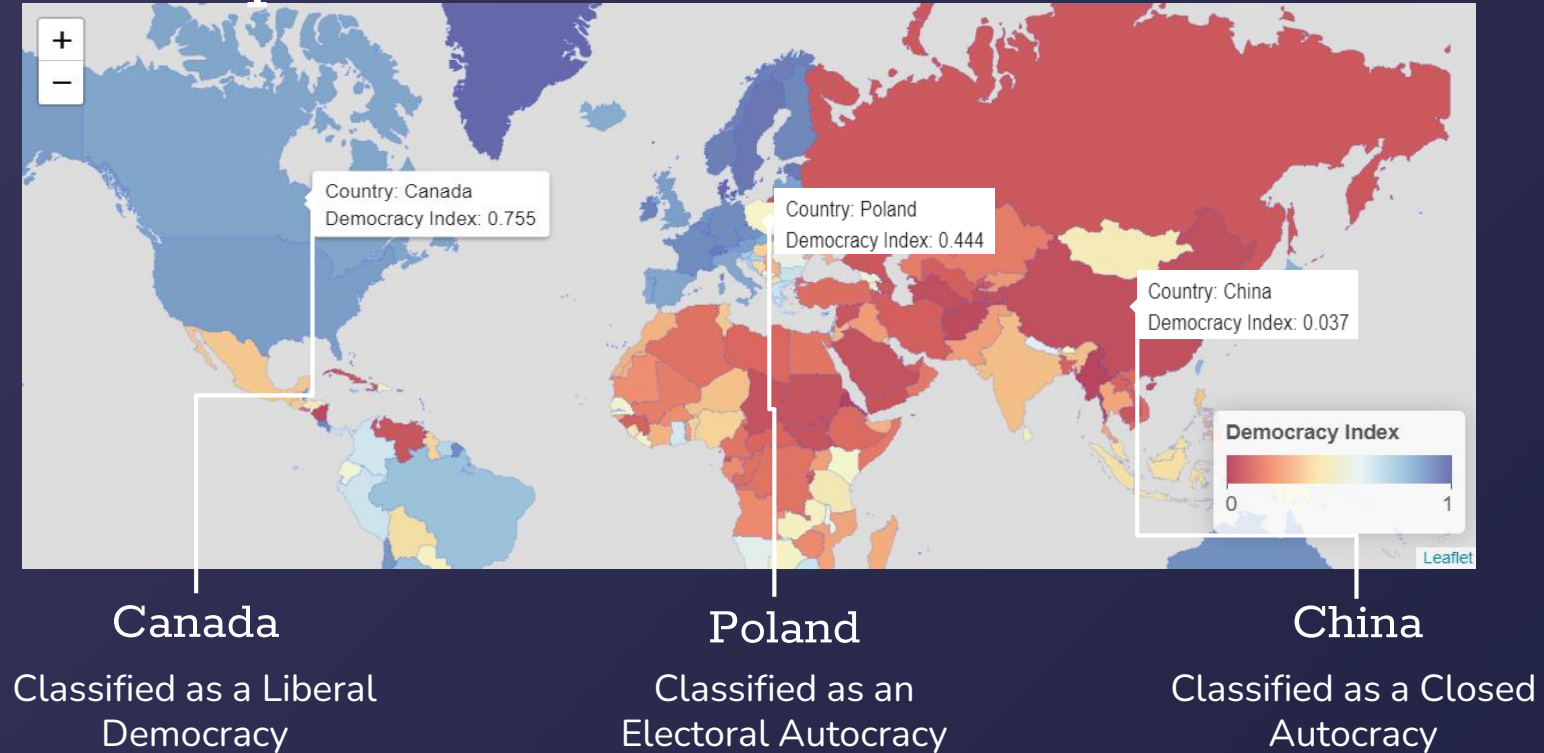 +
−
Country: Canada
Democracy Index: 0.755
Country: Poland
Democracy Index: 0.444
Country: China
Democracy Index: 0.037
Democracy Index
0 1
Leaflet
Canada
Classified as a Liberal
Democracy
Poland
Classified as an
Electoral Autocracy
China
Classified as a Closed
Autocracy